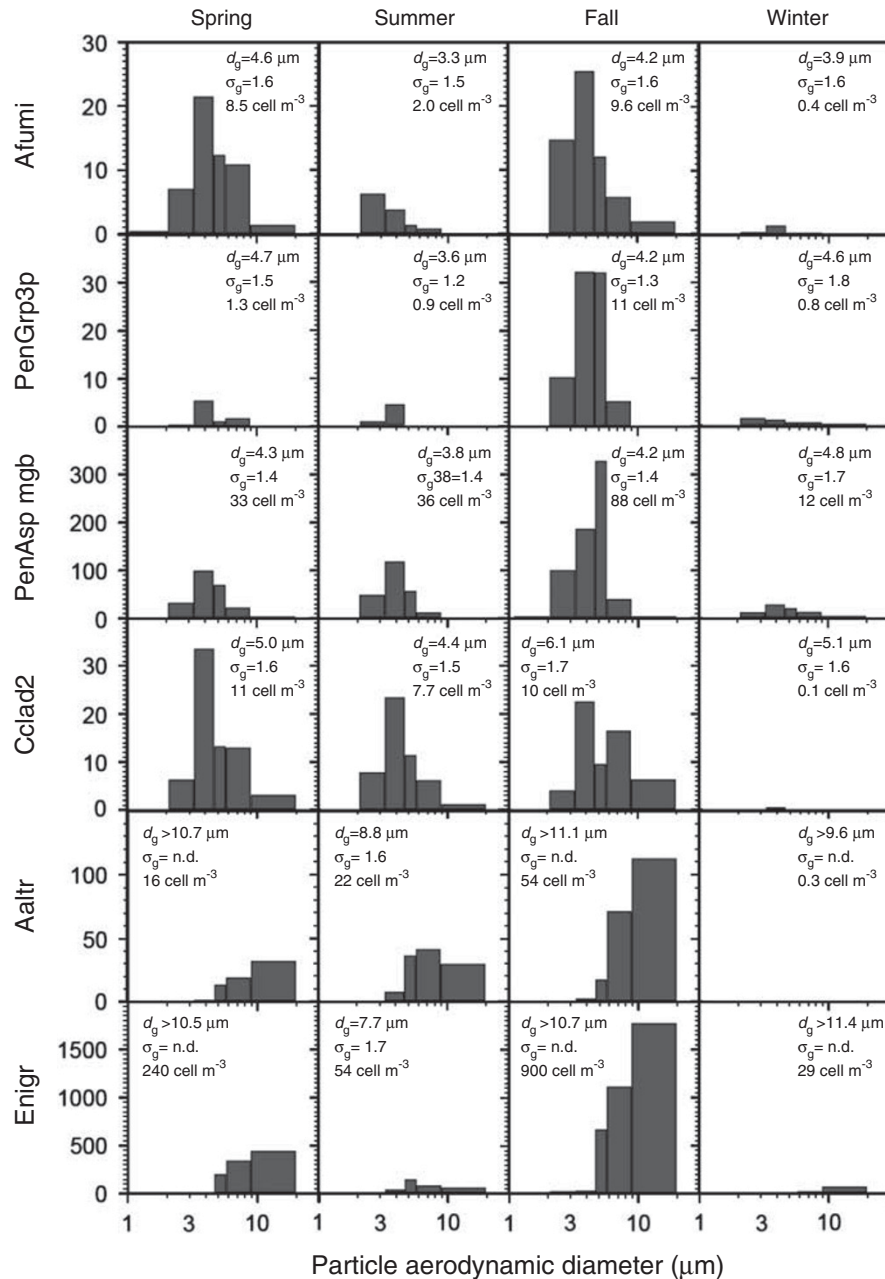 Spring Summer Fall Winter
Afumi
30
20
10
0
dg=4.6 μm
σg= 1.6
8.5 cell m-3
dg=3.3 μm
σg= 1.5
2.0 cell m-3
dg=4.2 μm
σg=1.6
9.6 cell m-3
dg=3.9 μm
σg=1.6
0.4 cell m-3
PenGrp3p
30
20
10
0
dg=4.7 μm
σg=1.5
1.3 cell m-3
dg=3.6 μm
σg= 1.2
0.9 cell m-3
dg=4.2 μm
σg=1.3
11 cell m-3
dg=4.6 μm
σg= 1.8
0.8 cell m-3
PenAsp mgb
300
200
100
0
dg=4.3 μm
σg=1.4
33 cell m-3
dg=3.8 μm
σg38=1.4
36 cell m-3
dg=4.2 μm
σg=1.4
88 cell m-3
dg=4.8 μm
σg=1.7
12 cell m-3
Cclad2
30
20
10
0
dg=5.0 μm
σg=1.6
11 cell m-3
dg=4.4 μm
σg=1.5
7.7 cell m-3
dg=6.1 μm
σg=1.7
10 cell m-3
dg=5.1 μm
σg= 1.6
0.1 cell m-3
Aaltr
100
50
0
dg >10.7 μm
σg= n.d.
16 cell m-3
dg=8.8 μm
σg= 1.6
22 cell m-3
dg >11.1 μm
σg= n.d.
54 cell m-3
dg>9.6 μm
σg= n.d.
0.3 cell m-3
Enigr
1500
1000
500
0
dg >10.5 μm
σg= n.d.
240 cell m-3
dg=7.7 μm
σg=1.7
54 cell m-3
dg >10.7 μm
σg= n.d.
900 cell m-3
dg >11.4 μm
σg= n.d.
29 cell m-3
1 3 10 1 3 10 1 3 10 1 3 10
Particle aerodynamic diameter (μm)